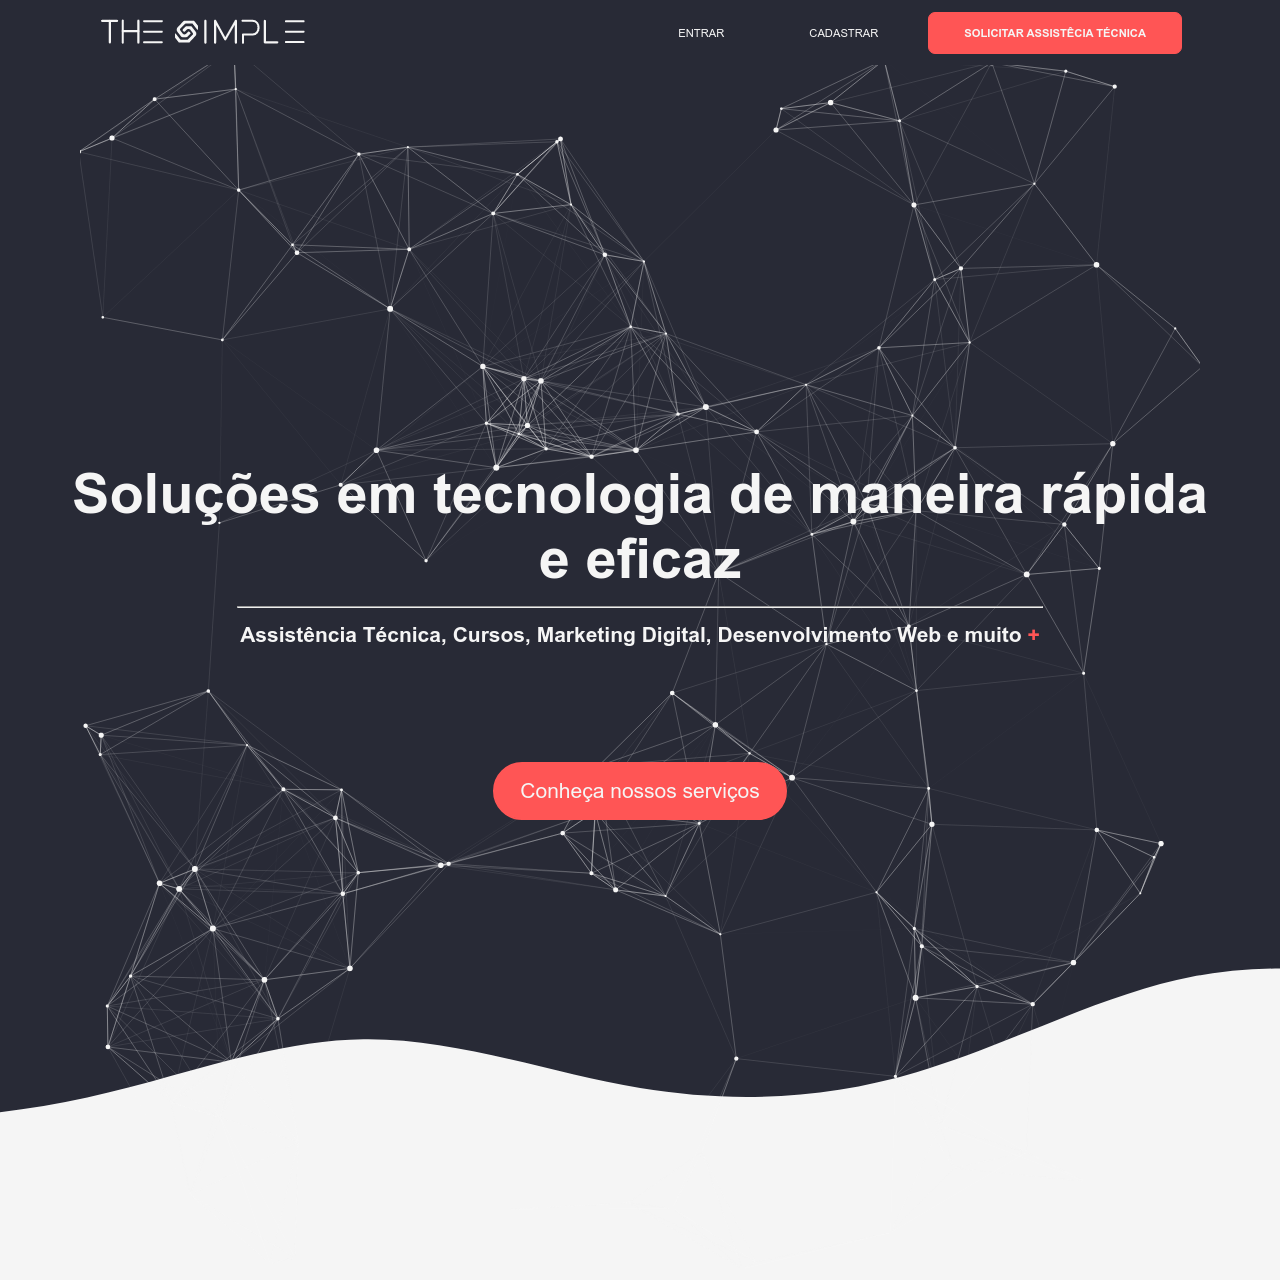 THE SIMPLE
ENTRAR
CADASTRAR
SOLICITAR ASSISTÊCIA TÉCNICA
Soluções em tecnologia de maneira rápida
e eficaz
Assistência Técnica, Cursos, Marketing Digital, Desenvolvimento Web e muito +
Conheça nossos serviços